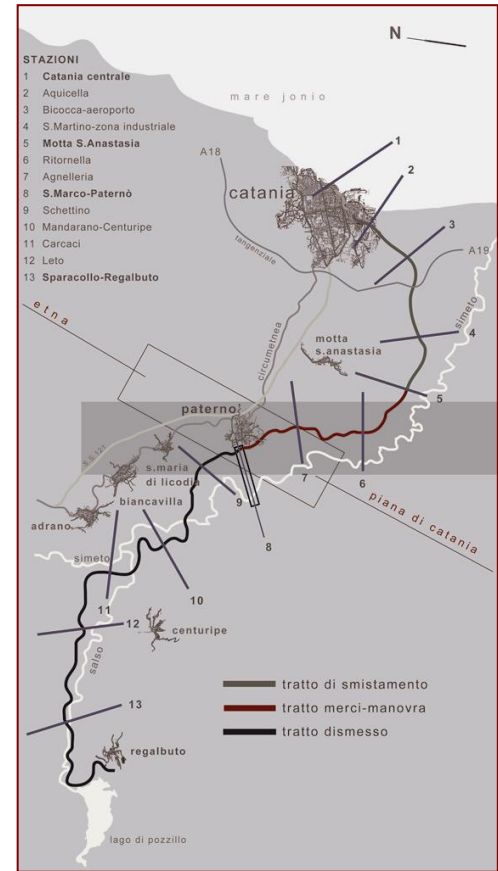 N
STAZIONI
1 Catania centrale
2 Aquicella
3 Bicocca-aeroporto
4 S.Martino-zona industriale
5 Motta S.Anastasia
6 Ritornella
7 Agnelleria
8 S.Marco-Paternò
9 Schettino
10 Mandarano-Centuripe
11 Carcaci
12 Leto
13 Sparacollo-Regalbuto
mare jonio
1
A18
2
catania
3
tangenziale
A19
etna
simeto
circumetnea
motta
s.anastasia
4
5
paterno'
S.S.121
s.maria
di licodia
7
6
biancavilla
9
piana di catania
adrano
8
simeto
10
11
12
centuripe
salso
13
tratto di smistamento
tratto merci-manovra
tratto dismesso
regalbuto
lago di pozzillo